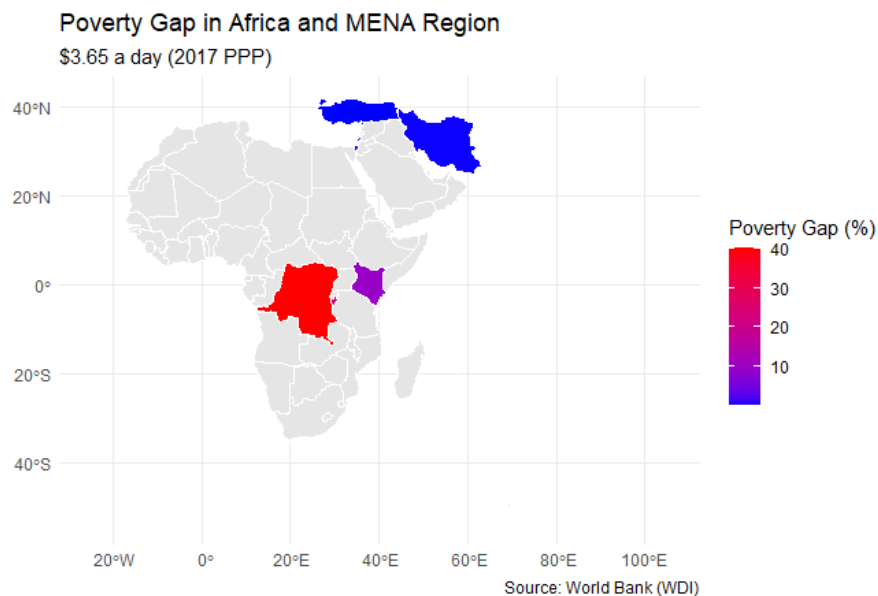 Poverty Gap in Africa and MENA Region
$3.65 a day (2017 PPP)
40°N
20°N
0°
20°S
40°S
20°W
0°
20°E
40°E
60°E
80°E
100°E
Poverty Gap (%)
40
30
20
10
Source: World Bank (WDI)